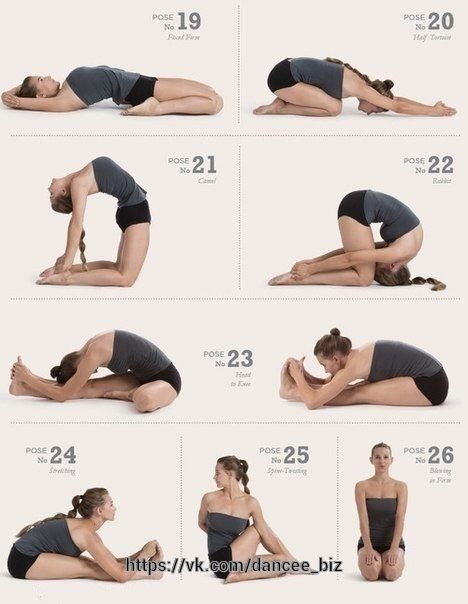 POSE
No 19
Fixed Firm
POSE
No 20
Half-Tortoise
POSE
No 21
Camel
POSE
No 22
Rabbit
POSE
No 23
Head
to Knee
POSE
No 24
Stretching
POSE
No 25
Spine-Twisting
POSE
No 26
Blowing
in Firm
https://vk.com/dancee_biz